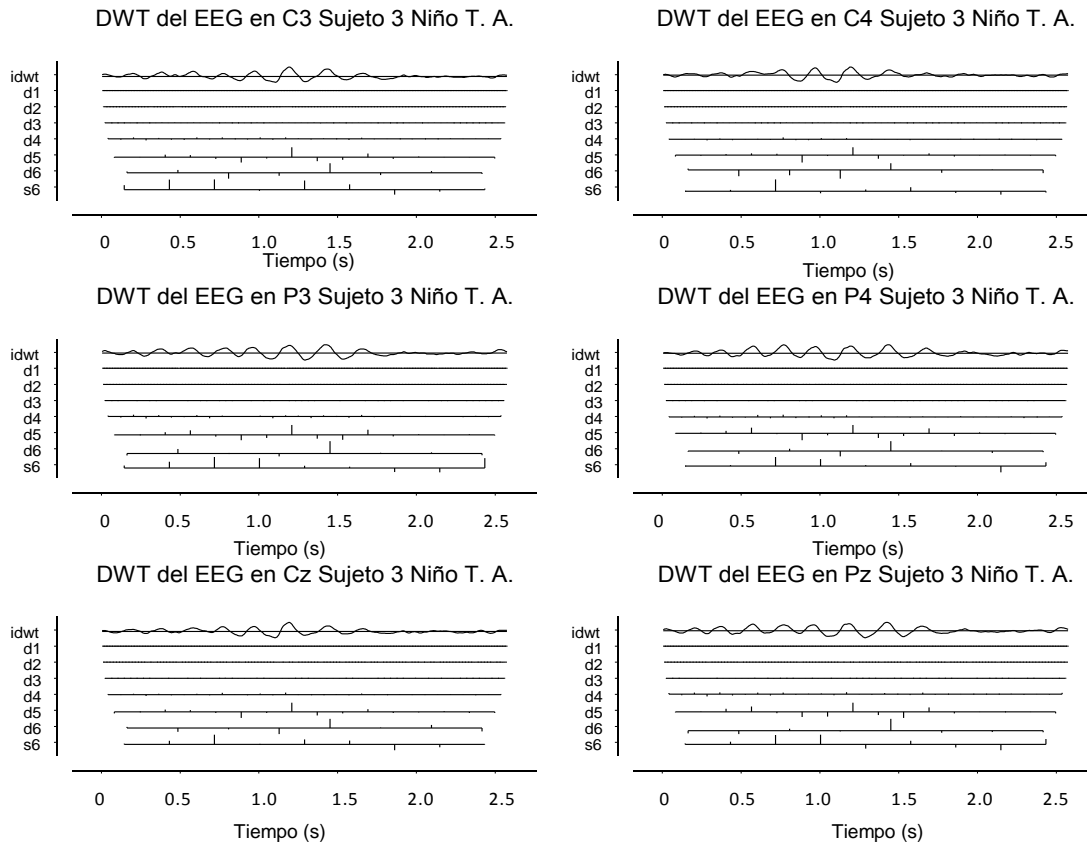 DWT del EEG en C3 Sujeto 3 Niño T. A.
idwt
d1
d2
d3
d4
d5
d6
s6
0 0.5 1.0 1.5 2.0 2.5
Tiempo (s)
DWT del EEG en C4 Sujeto 3 Niño T. A.
idwt
d1
d2
d3
d4
d5
d6
s6
0 0.5 1.0 1.5 2.0 2.5
Tiempo (s)
DWT del EEG en P3 Sujeto 3 Niño T. A.
idwt
d1
d2
d3
d4
d5
d6
s6
0 0.5 1.0 1.5 2.0 2.5
Tiempo (s)
DWT del EEG en P4 Sujeto 3 Niño T. A.
idwt
d1
d2
d3
d4
d5
d6
s6
0 0.5 1.0 1.5 2.0 2.5
Tiempo (s)
DWT del EEG en Cz Sujeto 3 Niño T. A.
idwt
d1
d2
d3
d4
d5
d6
s6
0 0.5 1.0 1.5 2.0 2.5
Tiempo (s)
DWT del EEG en Pz Sujeto 3 Niño T. A.
idwt
d1
d2
d3
d4
d5
d6
s6
0 0.5 1.0 1.5 2.0 2.5
Tiempo (s)